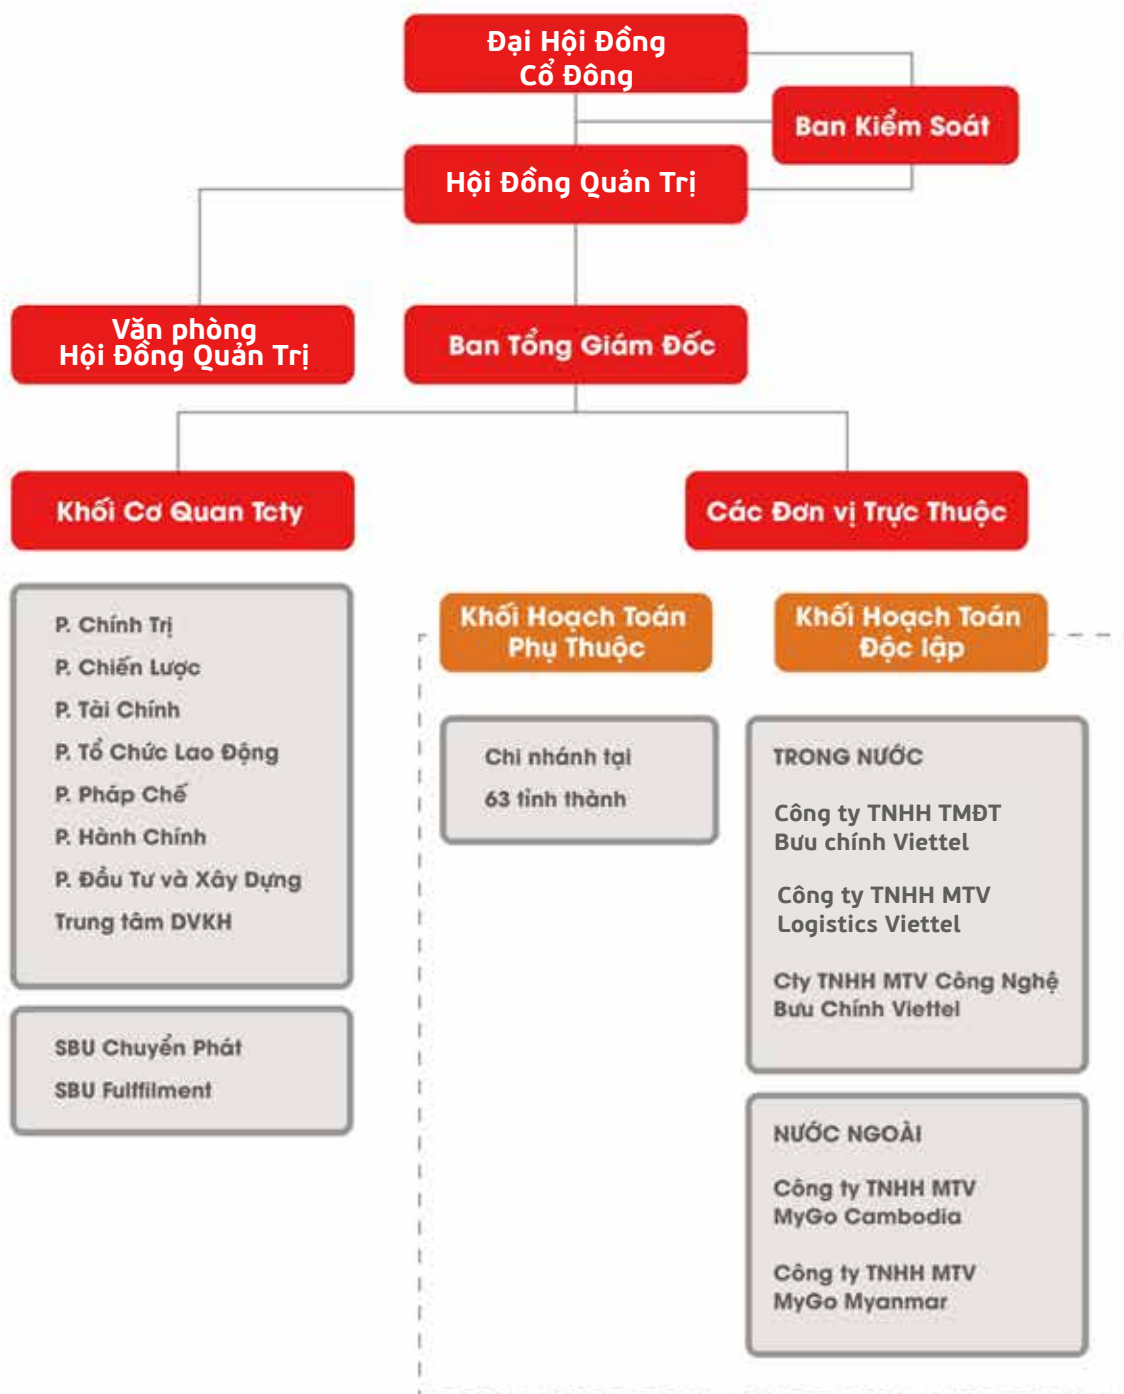 Đại Hội Đồng
Cổ Đông
Ban Kiểm Soát
Hội Đồng Quản Trị
Văn phòng
Hội Đồng Quản Trị
Ban Tổng Giám Đốc
Khối Cơ Quan Tcty
Các Đơn vị Trực Thuộc
P. Chính Trị
P. Chiến Lược
P. Tài Chính
P. Tổ Chức Lao Động
P. Pháp Chế
P. Hành Chính
P. Đầu Tư và Xây Dựng
Trung tâm DVKH
SBU Chuyển Phát
SBU Fulffilment
Khối Hoạch Toán
Phụ Thuộc
Chi nhánh tại
63 tỉnh thành
Khối Hoạch Toán
Độc lập
TRONG NƯỚC
Công ty TNHH TMĐT
Bưu chính Viettel
Công ty TNHH MTV
Logistics Viettel
Cty TNHH MTV Công Nghệ
Bưu Chính Viettel
NƯỚC NGOÀI
Công ty TNHH MTV
MyGo Cambodia
Công ty TNHH MTV
MyGo Myanmar